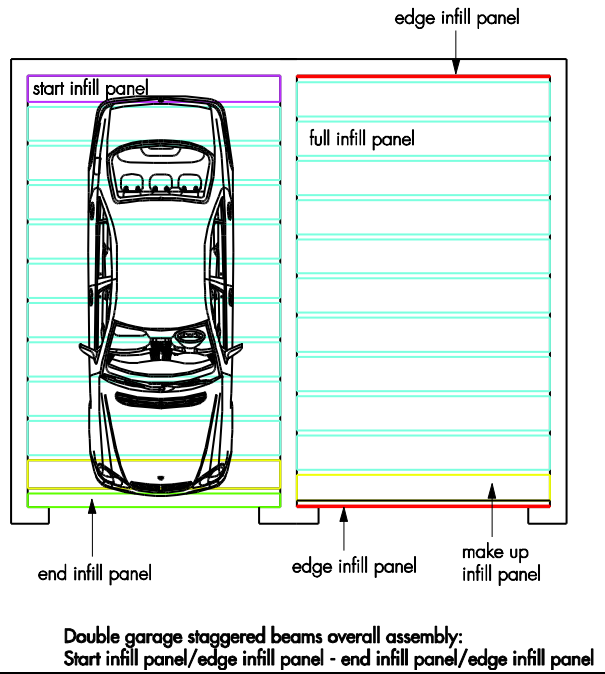 edge infill panel
start infill panel
full infill panel
end infill panel
edge infill panel
make up
infill panel
Double garage staggered beams overall assembly:
Start infill panel/edge infill panel - end infill panel/edge infill panel